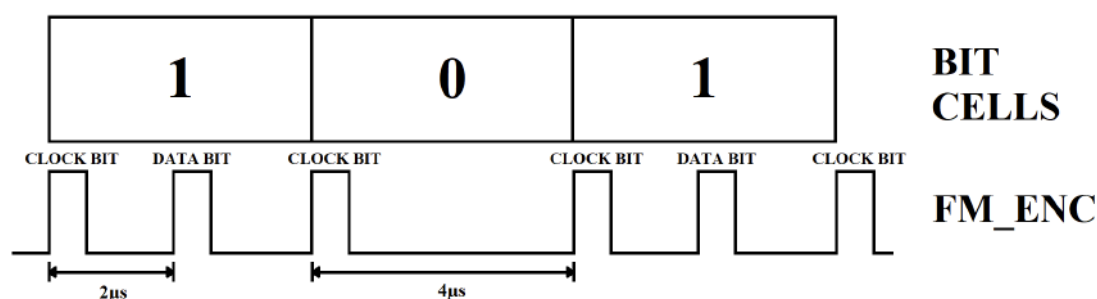 1 0 1
BIT
CELLS
CLOCK BIT DATA BIT CLOCK BIT CLOCK BIT DATA BIT CLOCK BIT
FM_ENC
2µs 4µs